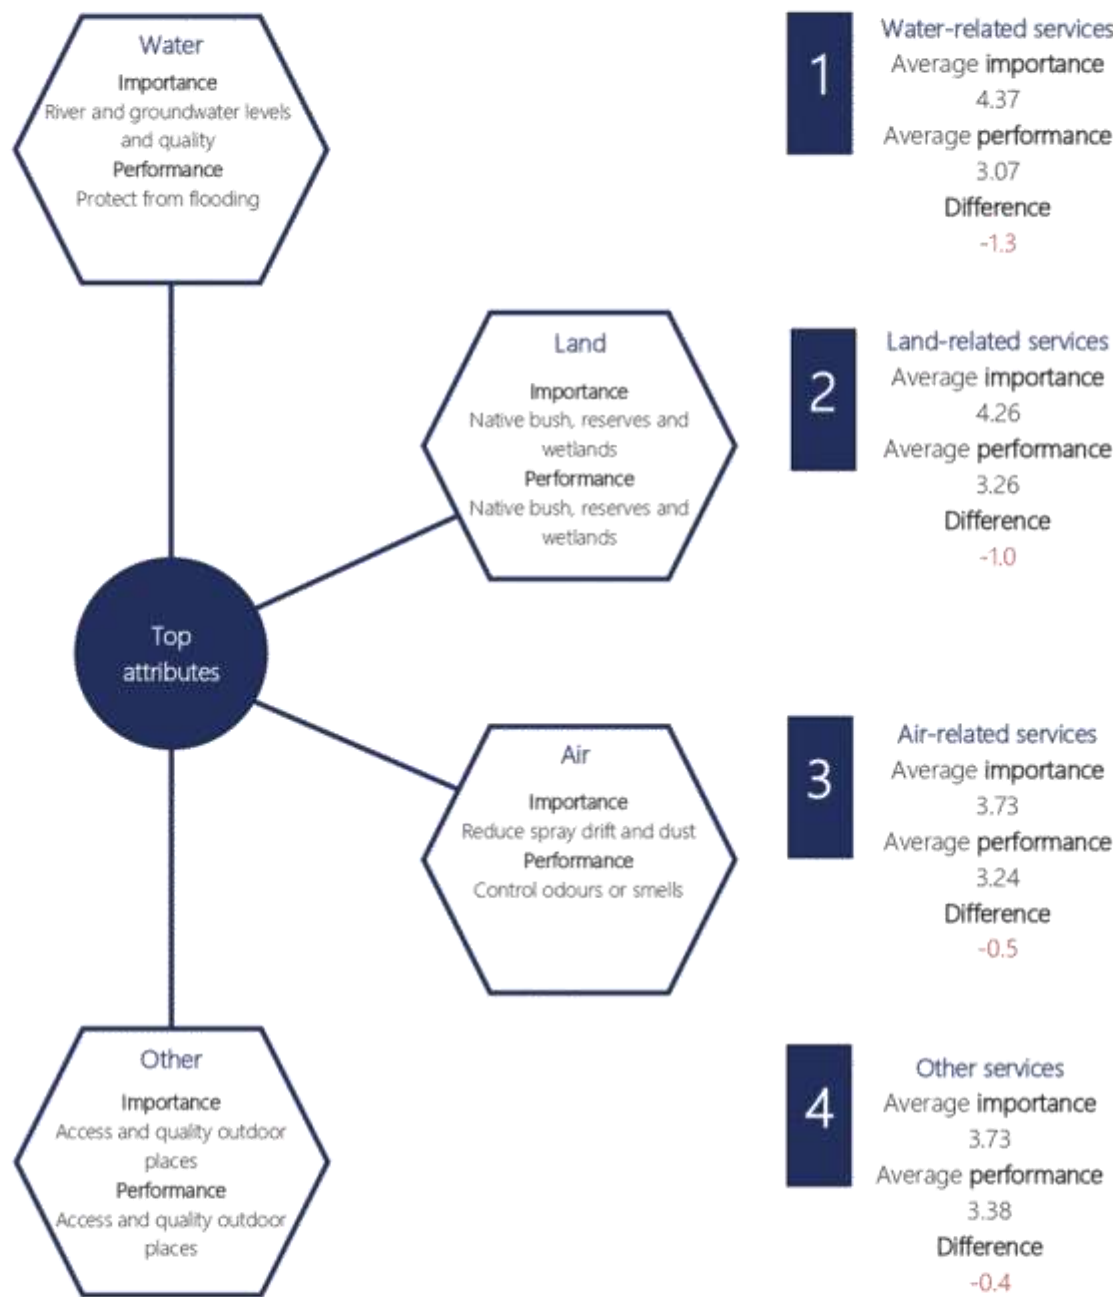 Water
Importance
River and groundwater levels
and quality
Performance
Protect from flooding
1
Water-related services
Average importance
4.37
Average performance
3.07
Difference
-1.3
Land
Importance
Native bush, reserves and
wetlands
Performance
Native bush, reserves and
wetlands
2
Land-related services
Average importance
4.26
Average performance
3.26
Difference
-1.0
Top
attributes
Air
Importance
Reduce spray drift and dust
Performance
Control odours or smells
3
Air-related services
Average importance
3.73
Average performance
3.24
Difference
-0.5
Other
Importance
Access and quality outdoor
places
Performance
Access and quality outdoor
places
4
Other services
Average importance
3.73
Average performance
3.38
Difference
-0.4